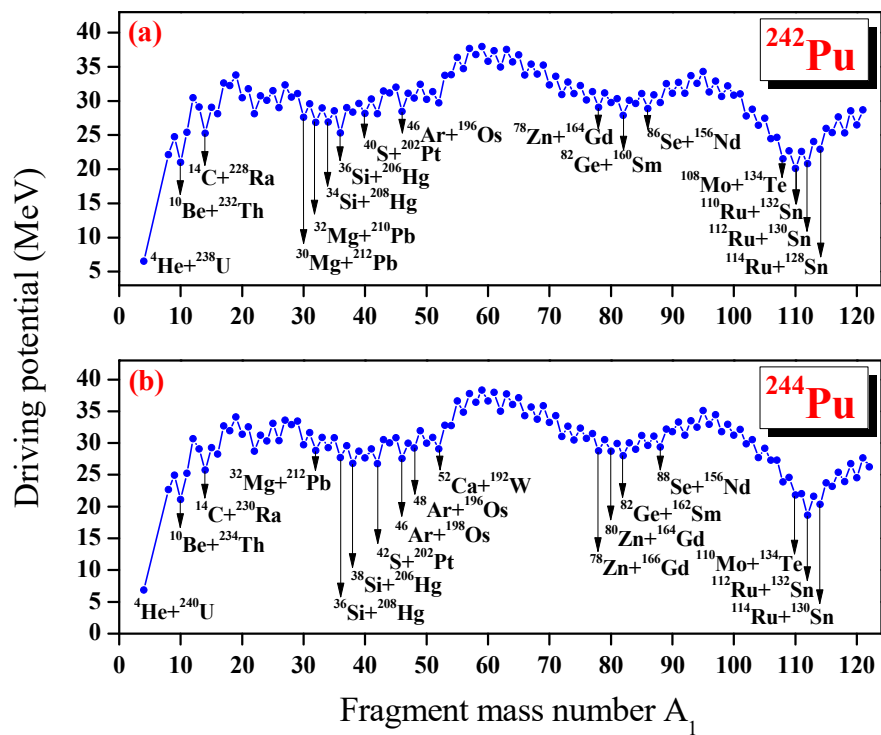 Driving potential (MeV)
(a)
²⁴²Pu
40
35
30
25
20
15
10
5
⁴He+²³⁸U
¹⁰Be+²³²Th
¹⁴C+²²⁸Ra
³⁰Mg+²¹²Pb
³²Mg+²¹⁰Pb
³⁴Si+²⁰⁸Hg
³⁶Si+²⁰⁶Hg
⁴⁰S+²⁰²Pt
⁴⁶Ar+¹⁹⁶Os
⁷⁸Zn+¹⁶⁴Gd
⁸²Ge+¹⁶⁰Sm
⁸⁶Se+¹⁵⁶Nd
¹⁰⁸Mo+¹³⁴Te
¹¹⁰Ru+¹³²Sn
¹¹²Ru+¹³⁰Sn
¹¹⁴Ru+¹²⁸Sn
0 10 20 30 40 50 60 70 80 90 100 110 120
(b)
²⁴⁴Pu
40
35
30
25
20
15
10
5
0
⁴He+²⁴⁰U
¹⁰Be+²³⁴Th
¹⁴C+²³⁰Ra
³²Mg+²¹²Pb
³⁶Si+²⁰⁸Hg
³⁸Si+²⁰⁶Hg
⁴²S+²⁰²Pt
⁴⁶Ar+¹⁹⁸Os
⁴⁸Ar+¹⁹⁶Os
⁵²Ca+¹⁹²W
⁷⁸Zn+¹⁶⁶Gd
⁸⁰Zn+¹⁶⁴Gd
⁸²Ge+¹⁶²Sm
⁸⁸Se+¹⁵⁶Nd
¹¹⁰Mo+¹³⁴Te
¹¹²Ru+¹³²Sn
¹¹⁴Ru+¹³⁰Sn
0 10 20 30 40 50 60 70 80 90 100 110 120
Fragment mass number A₁